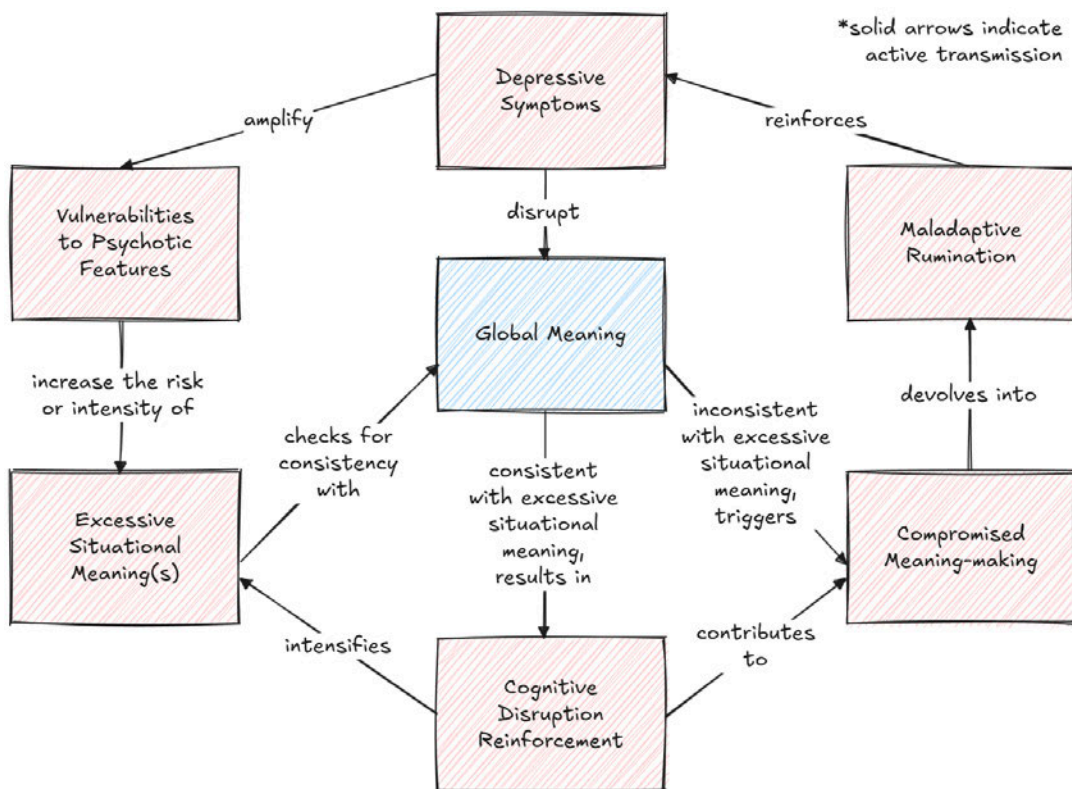 *solid arrows indicate
active transmission
Depressive
Symptoms
amplify
reinforces
Vulnerabilities
to Psychotic
Features
disrupt
Maladaptive
Rumination
Global Meaning
increase the risk
or intensity of
checks for
consistency
with
consistent
with excessive
situational
meaning,
results in
inconsistent
with excessive
situational
meaning,
triggers
devolves into
Excessive
Situational
Meaning(s)
Compromised
Meaning-making
intensifies
contributes
to
Cognitive
Disruption
Reinforcement